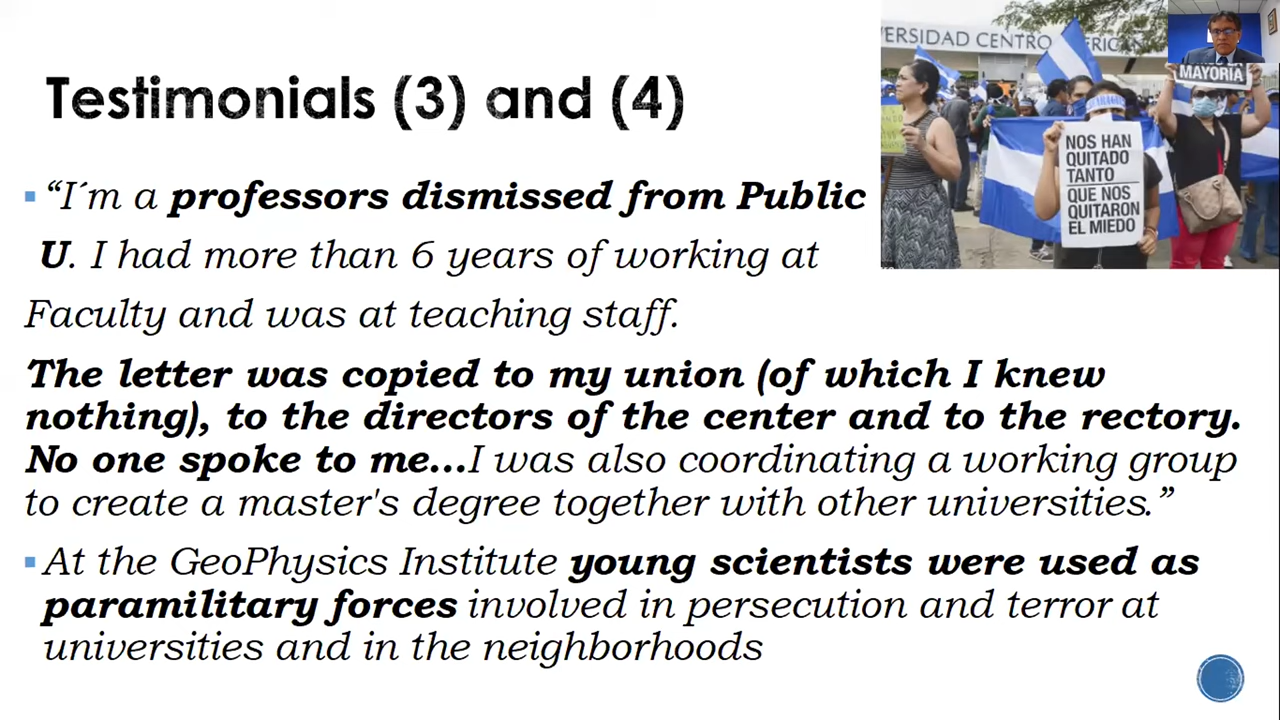 ERSIDAD CENTRO
MAYORÍA
NOS HAN
QUITADO
TANTO
QUE NOS
QUITARON
EL MIEDO
Testimonials (3) and (4)
“I´m a professors dismissed from Public
U. I had more than 6 years of working at
Faculty and was at teaching staff.
The letter was copied to my union (of which I knew
nothing), to the directors of the center and to the rectory.
No one spoke to me…I was also coordinating a working group
to create a master's degree together with other universities.”
At the GeoPhysics Institute young scientists were used as
paramilitary forces involved in persecution and terror at
universities and in the neighborhoods